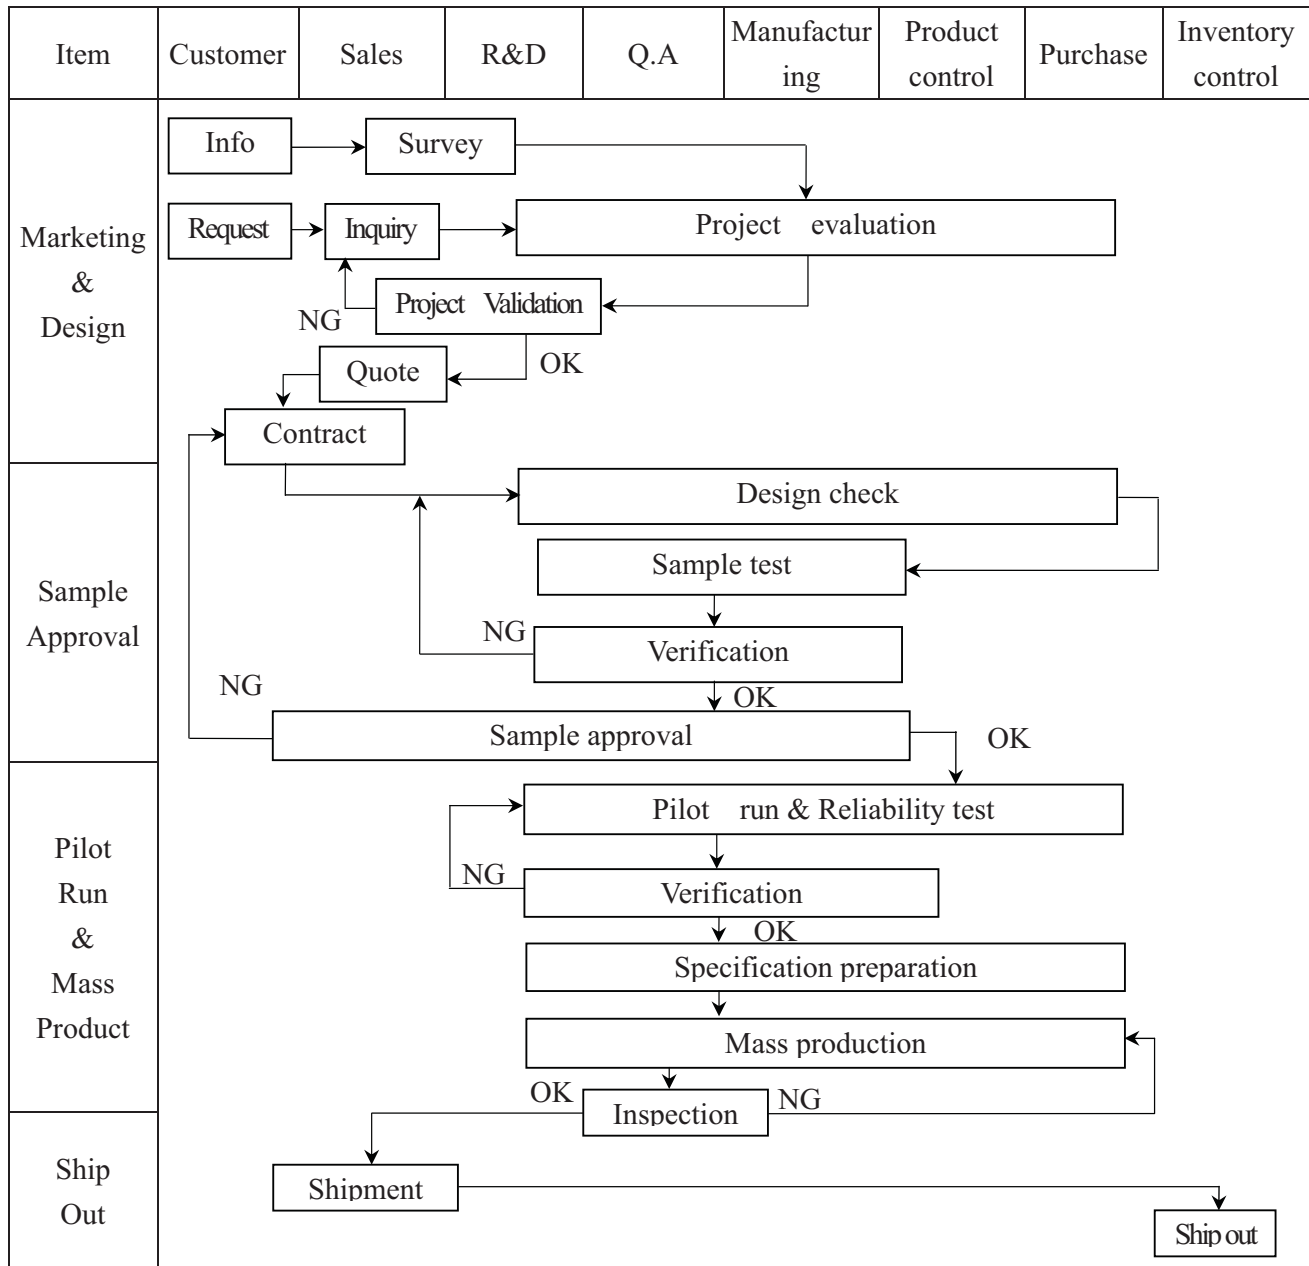 Item
Customer
Sales
R&D
Q.A
Manufactur
ing
Product
control
Purchase
Inventory
control
Marketing
&
Design
Info
Survey
Request
Inquiry
Project evaluation
Project Validation
NG
OK
Quote
Contract
Sample
Approval
Design check
Sample test
NG
Verification
NG
OK
Sample approval
OK
Pilot
Run
&
Mass
Product
Pilot run & Reliability test
NG
Verification
OK
Specification preparation
Mass production
OK
Inspection
NG
Ship
Out
Shipment
Ship out